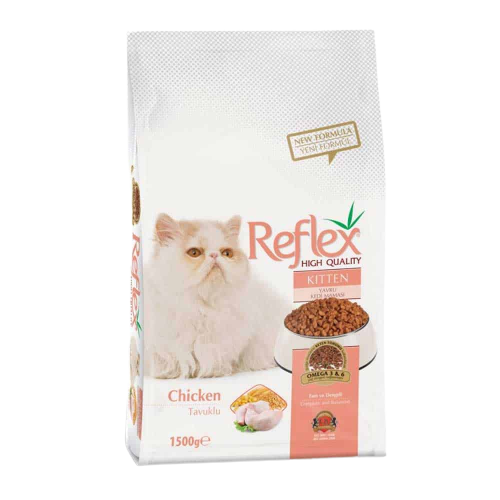 NEW FORMULA
YENİ FORMÜL
Reflex
HIGH QUALITY
KITTEN
YAVRU
KEDİ MAMASI
OMEGA 3 & 6
Chicken
Tavuklu
1500g℮